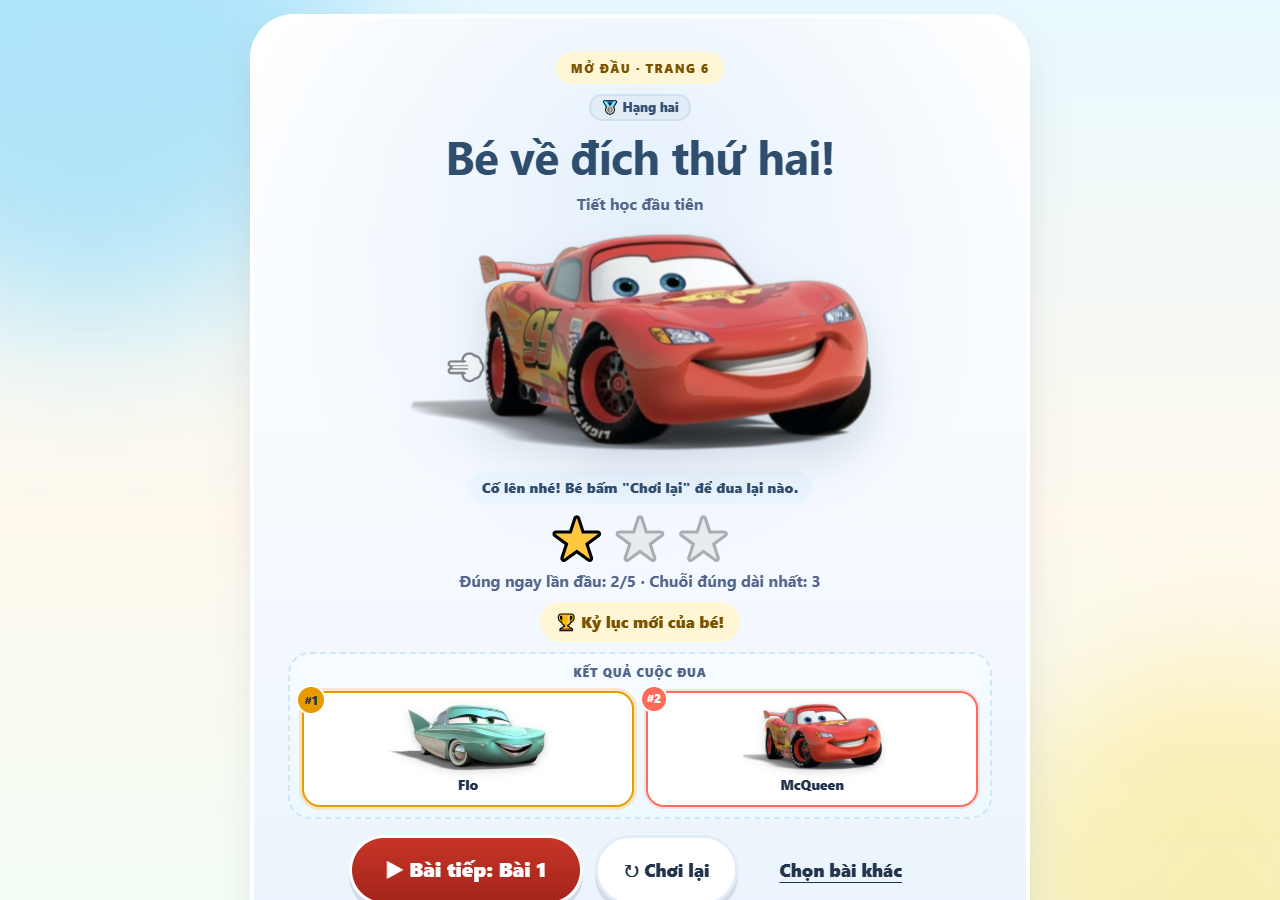 MỞ ĐẦU · TRANG 6
🥈 Hạng hai
Bé về đích thứ hai!
Tiết học đầu tiên
95
LIGHTYEAR
Cố lên nhé! Bé bấm "Chơi lại" để đua lại nào.
Đúng ngay lần đầu: 2/5 · Chuỗi đúng dài nhất: 3
🏆 Kỷ lục mới của bé!
KẾT QUẢ CUỘC ĐUA
#1
Flo
#2
McQueen
▶ Bài tiếp: Bài 1
↻ Chơi lại
Chọn bài khác